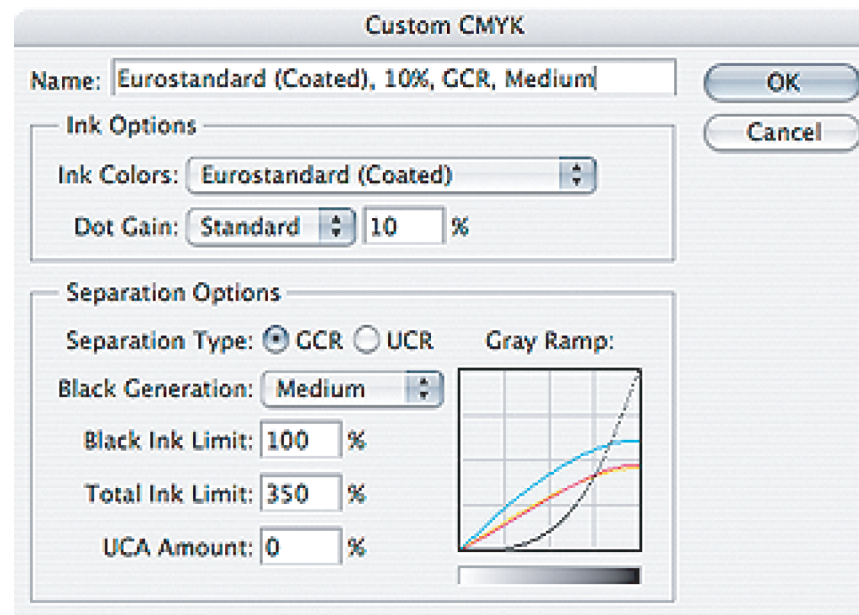 Custom CMYK
Name: Eurostandard (Coated), 10%, GCR, Medium
OK
Cancel
Ink Options
Ink Colors: Eurostandard (Coated)
Dot Gain: Standard 10 %
Separation Options
Separation Type: GCR UCR
Gray Ramp:
Black Generation: Medium
Black Ink Limit: 100 %
Total Ink Limit: 350 %
UCA Amount: 0 %